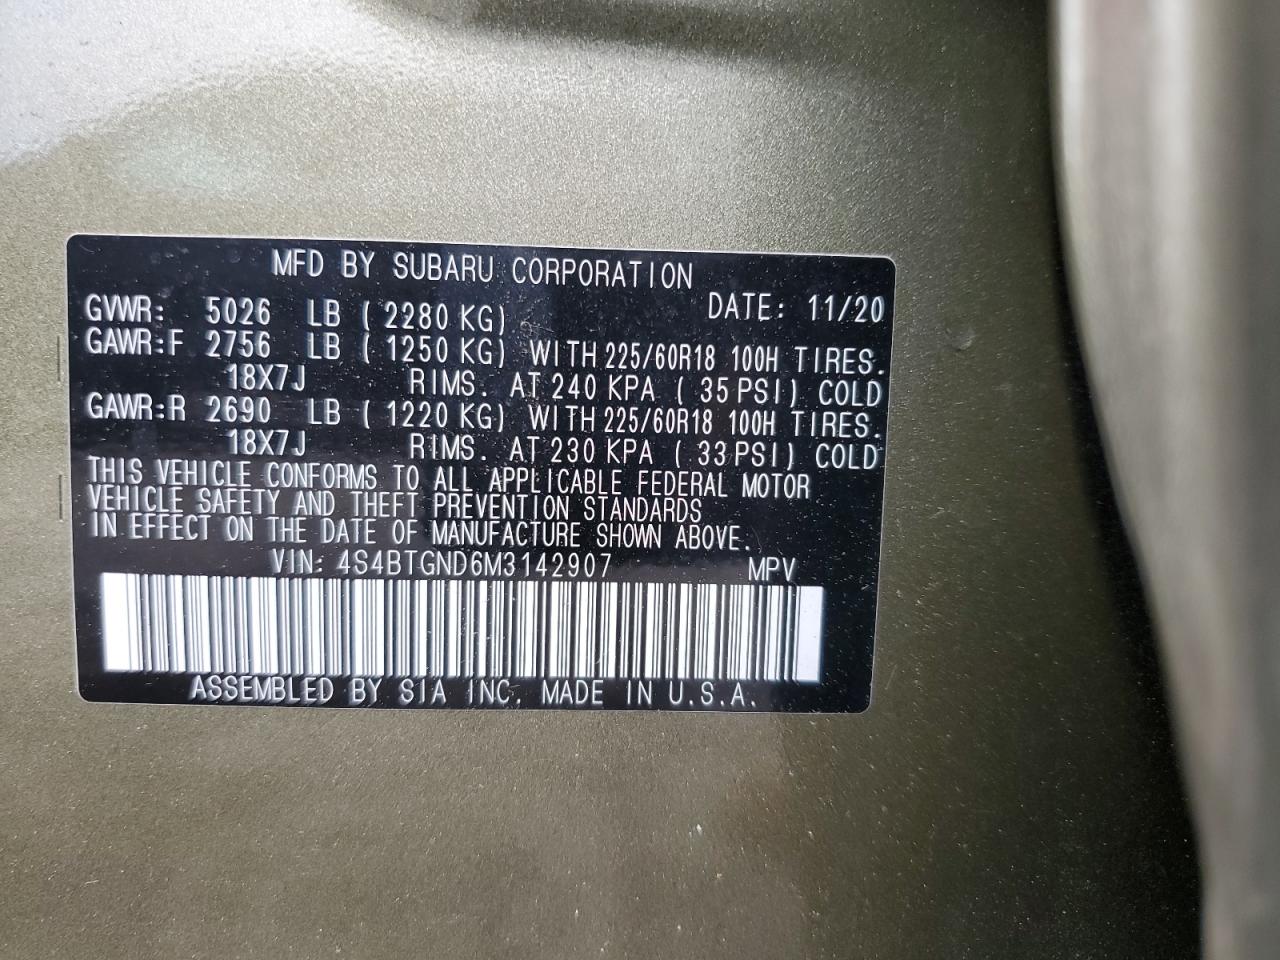 MFD BY SUBARU CORPORATION
DATE: 11/20
GVWR: 5026 LB ( 2280 KG)
GAWR:F 2756 LB ( 1250 KG) WITH 225/60R18 100H TIRES.
18X7J RIMS. AT 240 KPA ( 35 PSI) COLD
GAWR:R 2690 LB ( 1220 KG) WITH 225/60R18 100H TIRES.
18X7J RIMS. AT 230 KPA ( 33 PSI) COLD
THIS VEHICLE CONFORMS TO ALL APPLICABLE FEDERAL MOTOR
VEHICLE SAFETY AND THEFT PREVENTION STANDARDS
IN EFFECT ON THE DATE OF MANUFACTURE SHOWN ABOVE.
VIN: 4S4BTGND6M3142907 MPV
ASSEMBLED BY SIA INC. MADE IN U.S.A.